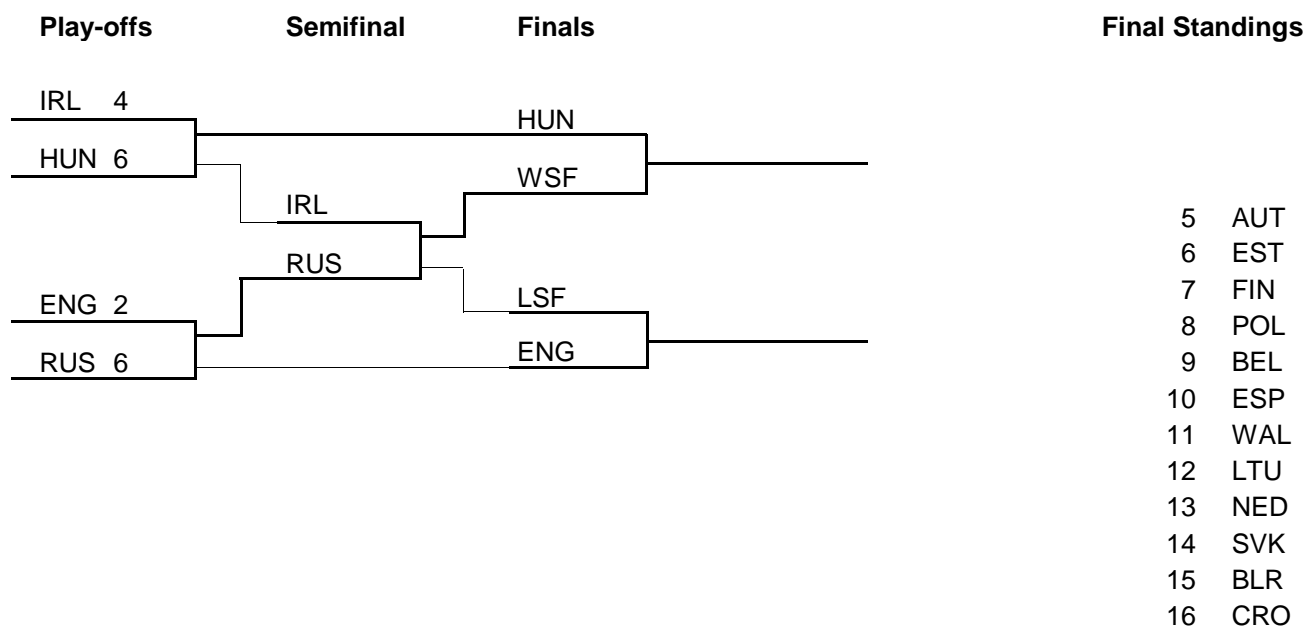 Play-offs Semifinal Finals Final Standings
IRL 4
HUN
HUN 6
WSF
IRL
5 AUT
RUS
6 EST
7 FIN
ENG 2
LSF
8 POL
RUS 6
ENG
9 BEL
10 ESP
11 WAL
12 LTU
13 NED
14 SVK
15 BLR
16 CRO